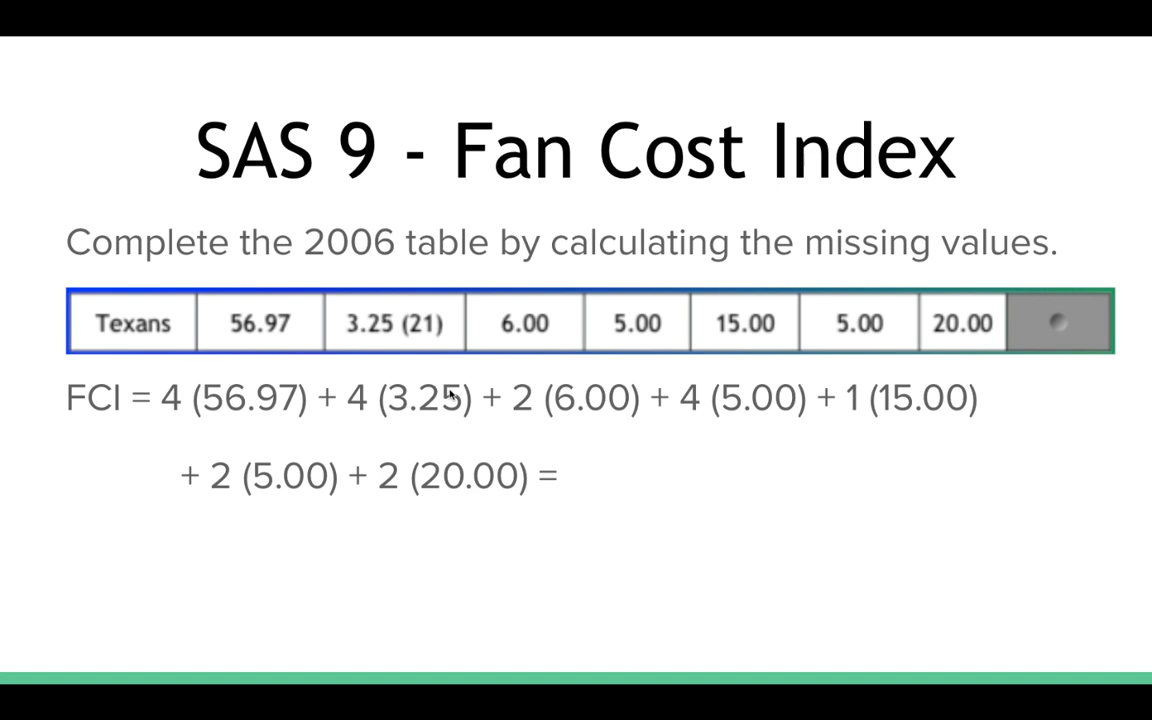 SAS 9 - Fan Cost Index
Complete the 2006 table by calculating the missing values.
Texans 56.97 3.25 (21) 6.00 5.00 15.00 5.00 20.00
FCI = 4 (56.97) + 4 (3.25) + 2 (6.00) + 4 (5.00) + 1 (15.00)
+ 2 (5.00) + 2 (20.00) =